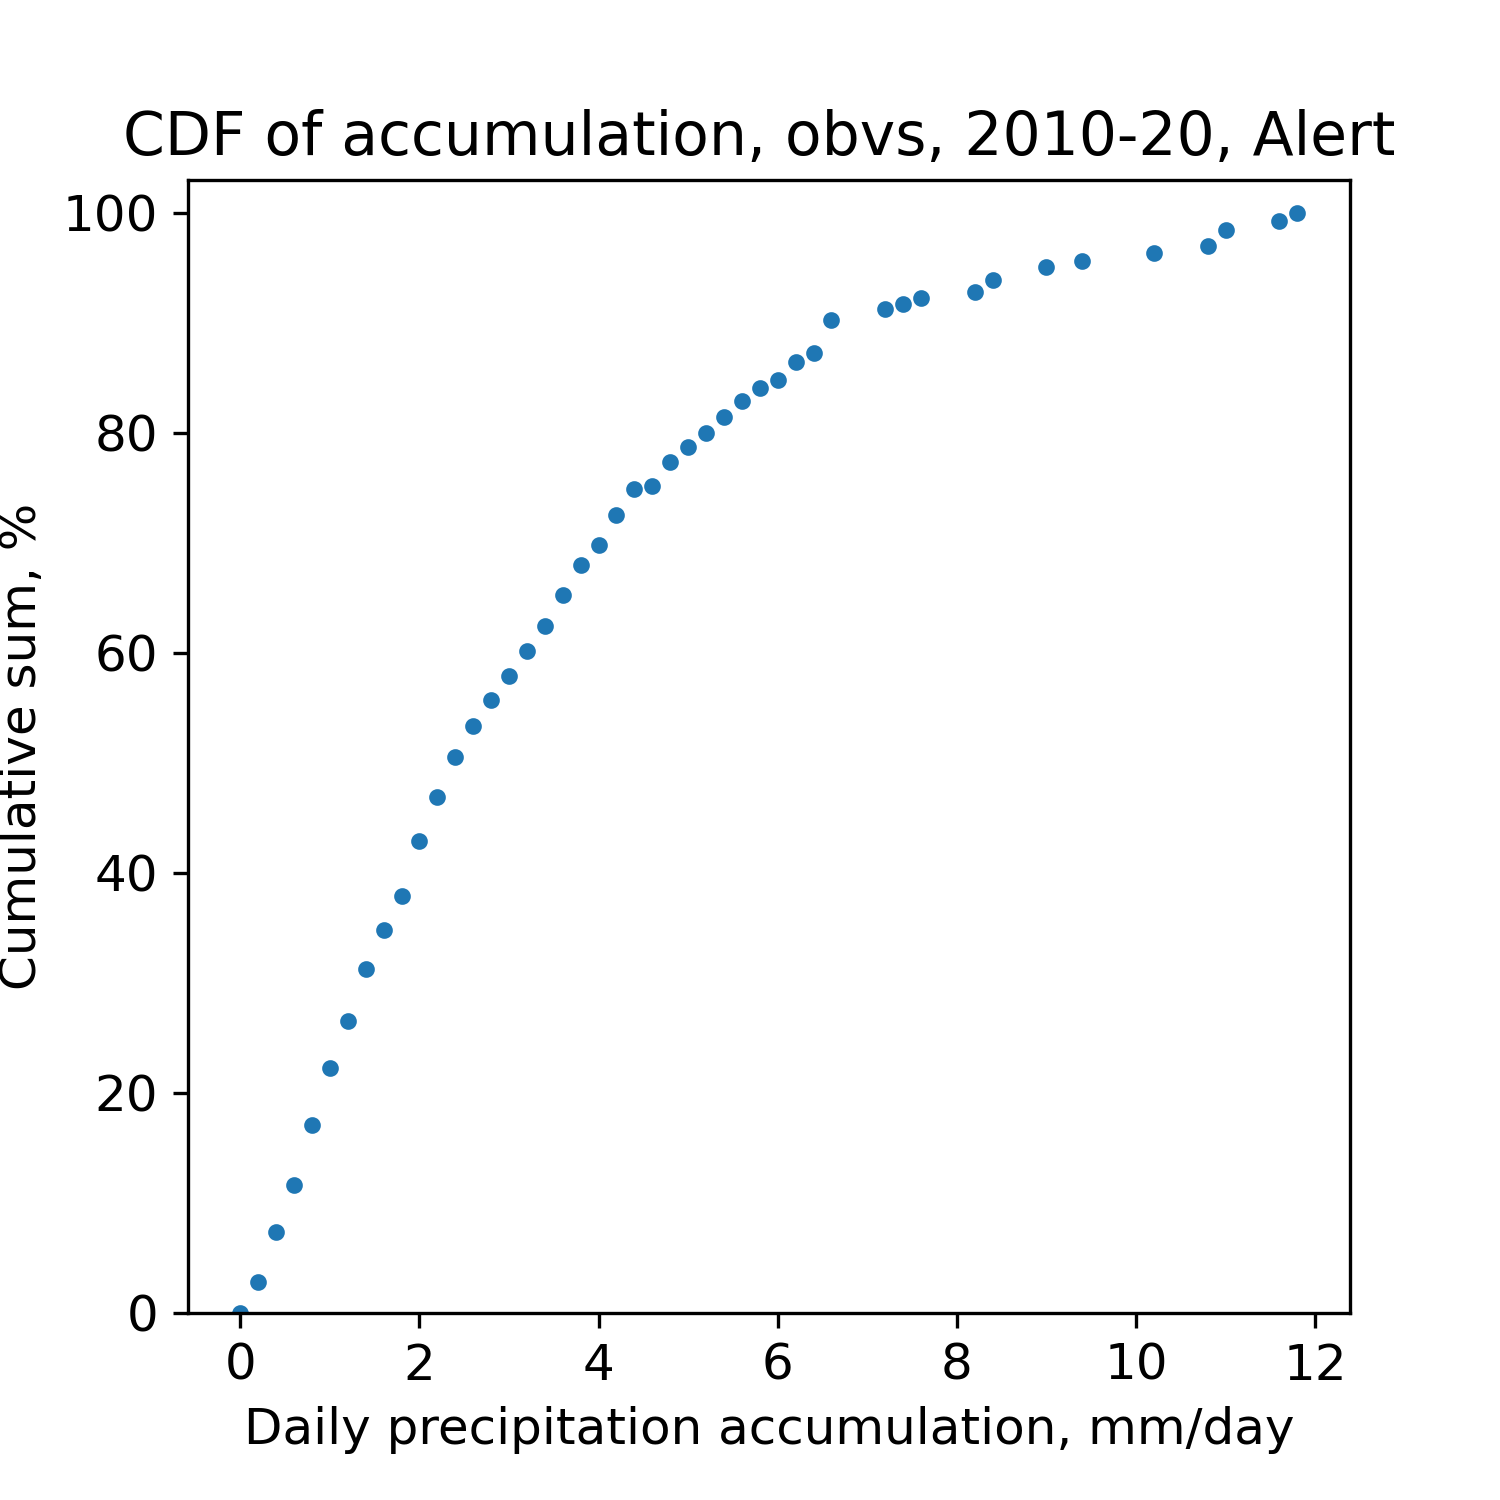 CDF of accumulation, obvs, 2010-20, Alert
100
80
60
40
20
0
Cumulative sum, %
0 2 4 6 8 10 12
Daily precipitation accumulation, mm/day